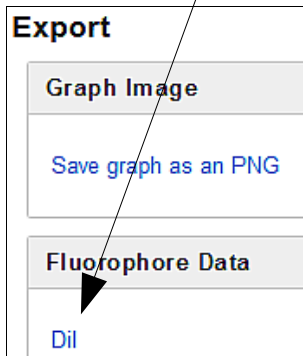 Export
Graph Image
Save graph as an PNG
Fluorophore Data
DiI